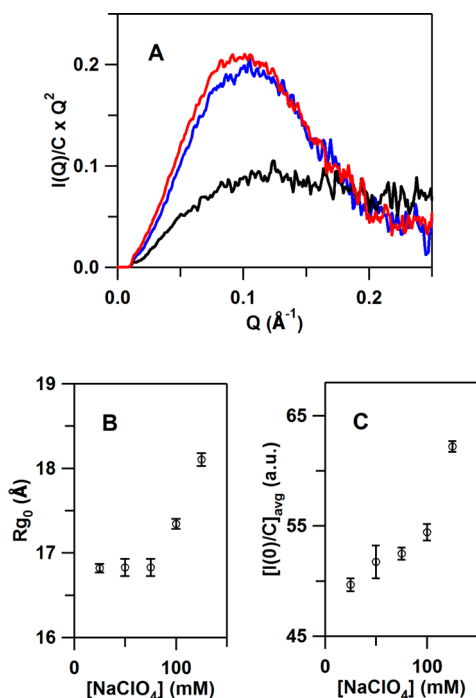 A
I(Q)/C x Q²
0.2
0.1
0.0
0.0
0.1
0.2
Q (Å⁻¹)
B
Rg₀ (Å)
19
18
17
16
0
100
[NaClO₄] (mM)
C
[I(0)/C]avg
(a.u.)
65
55
45
0
100
[NaClO₄] (mM)